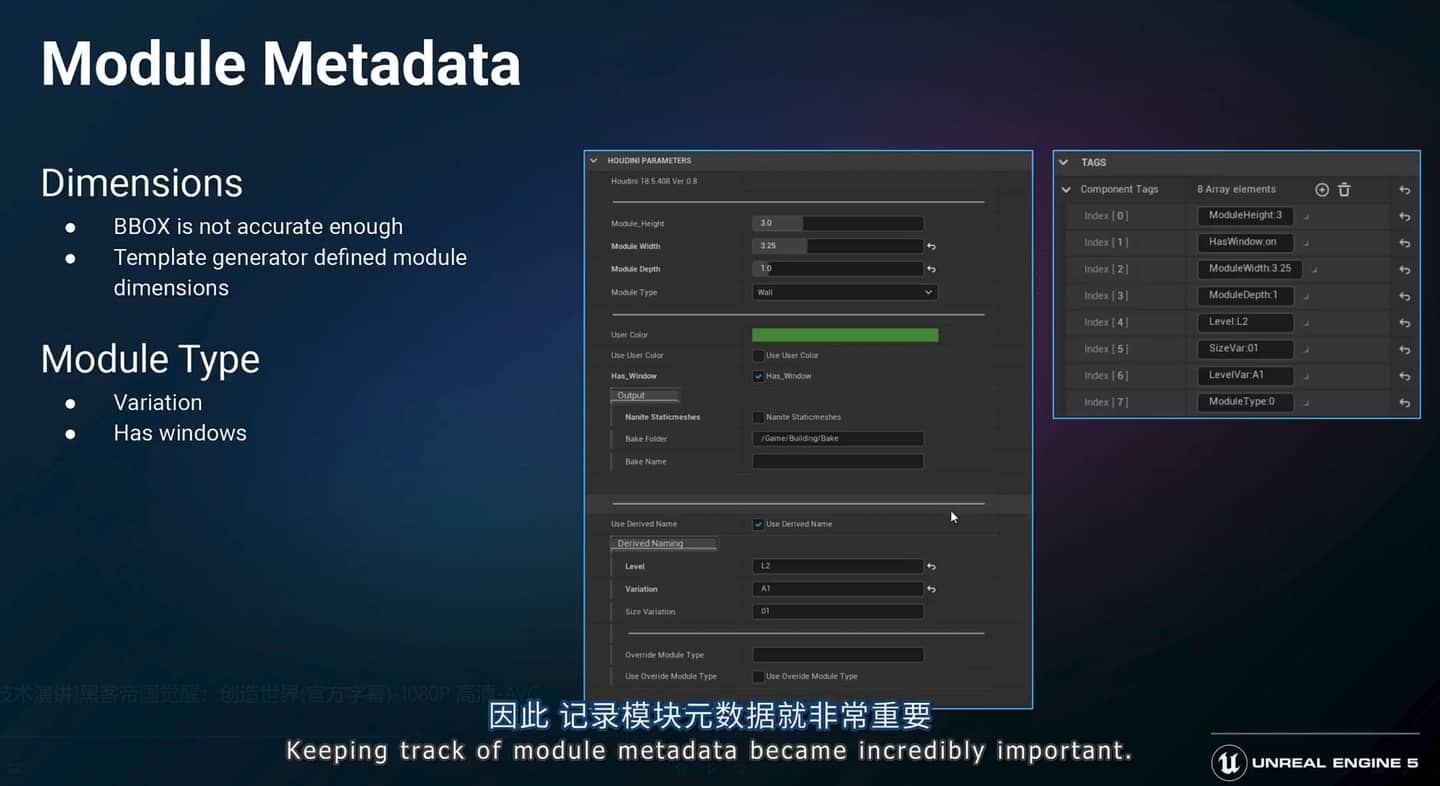 Module Metadata
Dimensions
● BBOX is not accurate enough
● Template generator defined module
dimensions
Module Type
● Variation
● Has windows
HOUDINI PARAMETERS
Houdini 18.5.408 Ver 0.8
Module_Height 3.0
Module Width 3.25
Module Depth 1.0
Module Type Wall
User Color
Use User Color Use User Color
Has_Window Has_Window
Output
Nanite Staticmeshes Nanite Staticmeshes
Bake Folder /Game/Building/Bake
Bake Name
Use Derived Name Use Derived Name
Derived Naming
Level L2
Variation A1
Size Variation 01
Override Module Type
Use Overide Module Type Use Overide Module Type
TAGS
Component Tags 8 Array elements
Index [ 0 ] ModuleHeight:3
Index [ 1 ] HasWindow:on
Index [ 2 ] ModuleWidth:3.25
Index [ 3 ] ModuleDepth:1
Index [ 4 ] Level:L2
Index [ 5 ] SizeVar:01
Index [ 6 ] LevelVar:A1
Index [ 7 ] ModuleType:0
技术演讲]黑客帝国觉醒：创造世界(官方字幕)-1080P 高清-AVC
因此 记录模块元数据就非常重要
Keeping track of module metadata became incredibly important.
UNREAL ENGINE 5